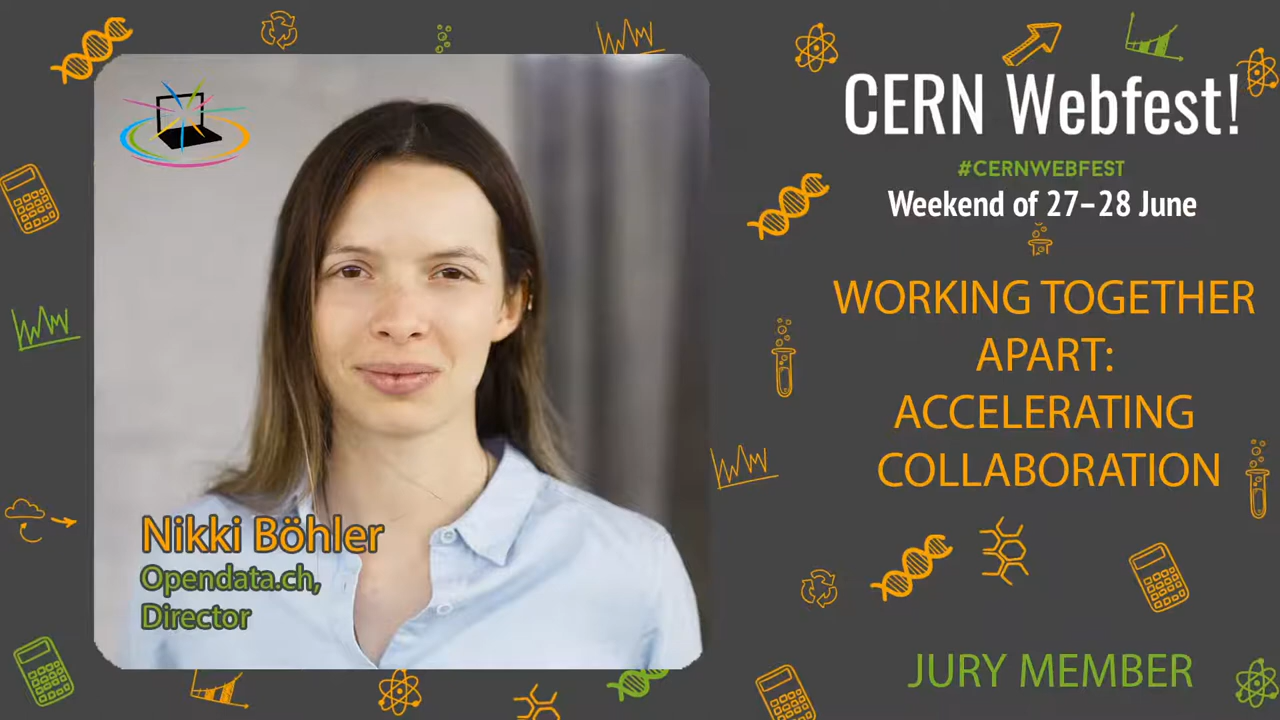 CERN Webfest!
#CERNWEBFEST
Weekend of 27–28 June
WORKING TOGETHER
APART:
ACCELERATING
COLLABORATION
Nikki Böhler
Opendata.ch,
Director
JURY MEMBER